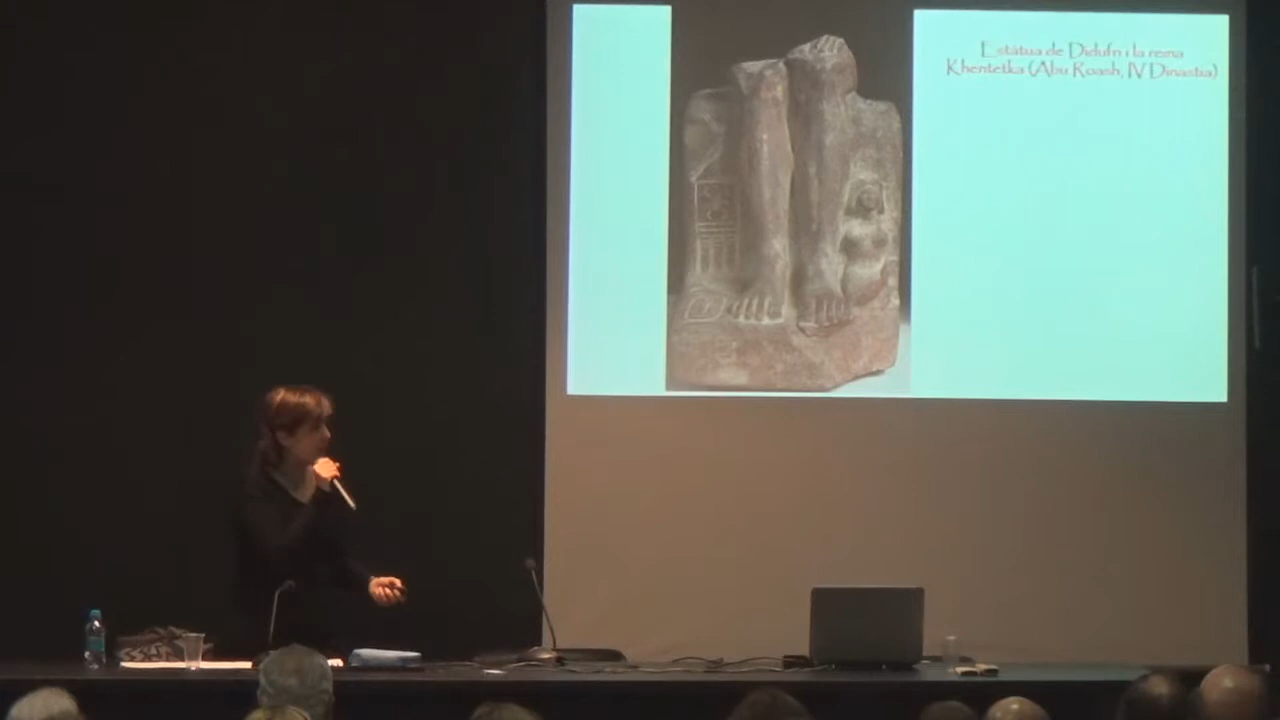 Estàtua de Didufri i la reina
Khentetka (Abu Roash, IV Dinastia)